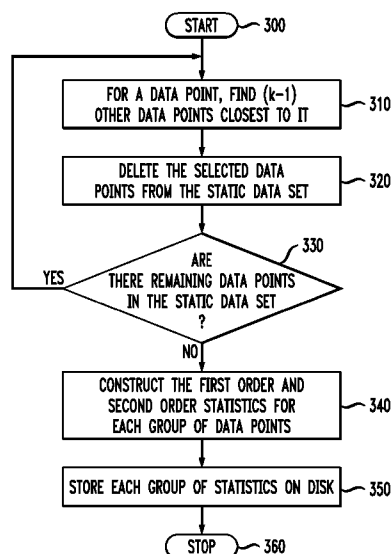 START 300
FOR A DATA POINT, FIND (k-1)
OTHER DATA POINTS CLOSEST TO IT
310
DELETE THE SELECTED DATA
POINTS FROM THE STATIC DATA SET
320
330
ARE
YES THERE REMAINING DATA POINTS
IN THE STATIC DATA SET
?
NO
CONSTRUCT THE FIRST ORDER AND
SECOND ORDER STATISTICS FOR
EACH GROUP OF DATA POINTS
340
STORE EACH GROUP OF STATISTICS ON DISK 350
STOP 360